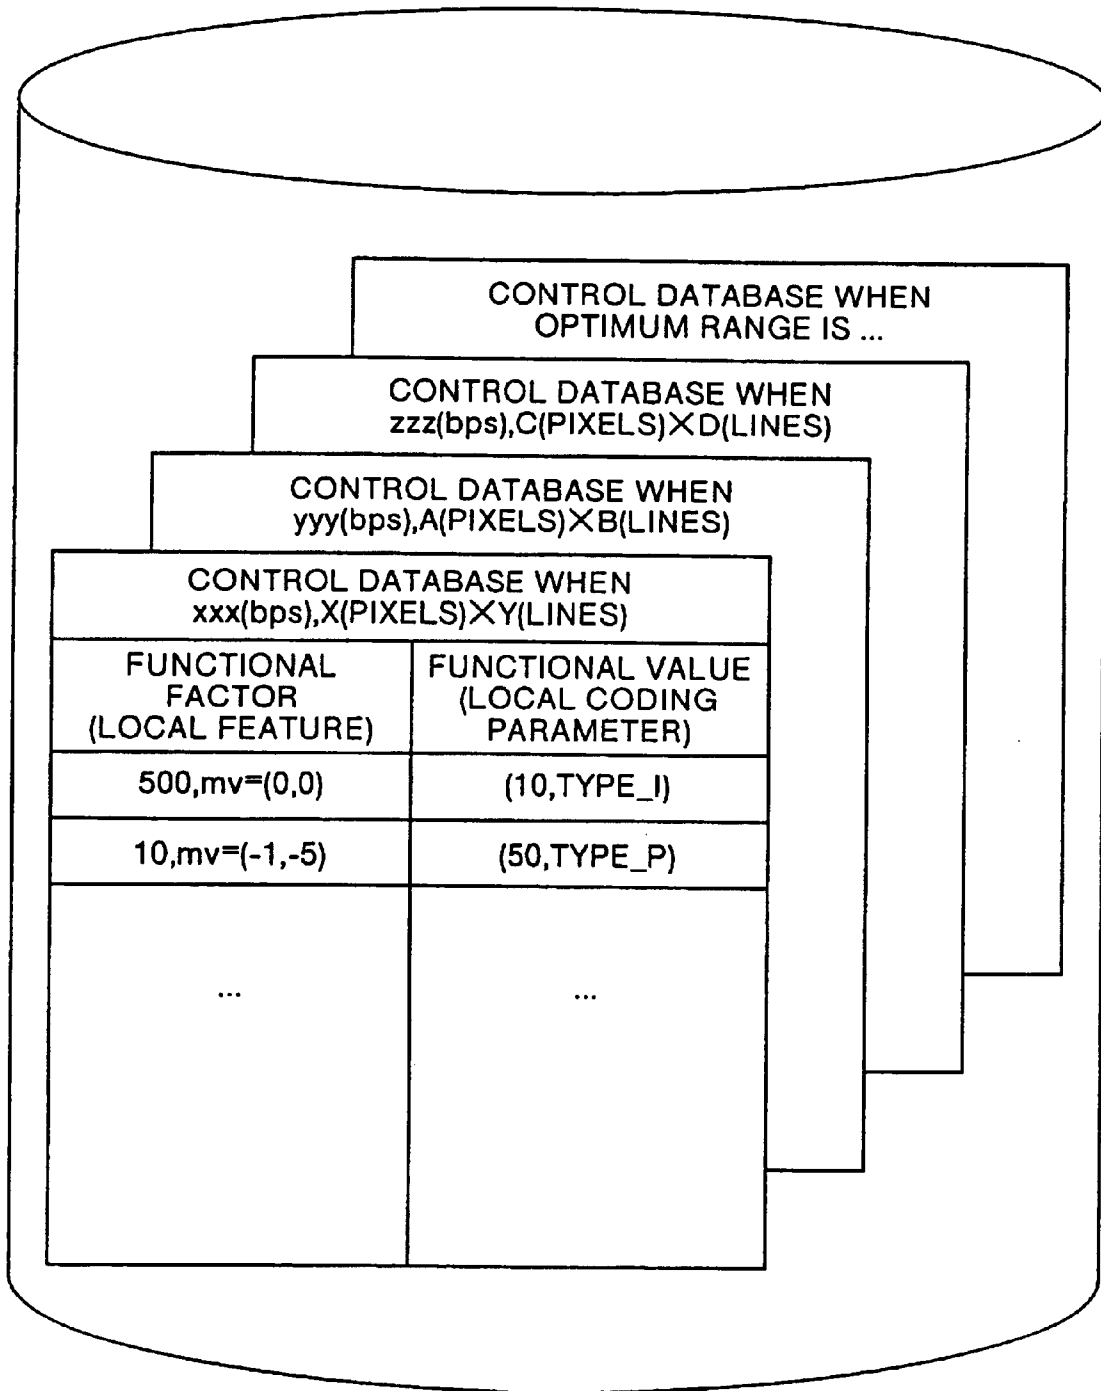 CONTROL DATABASE WHEN
OPTIMUM RANGE IS ...
CONTROL DATABASE WHEN
zzz(bps),C(PIXELS)×D(LINES)
CONTROL DATABASE WHEN
yyy(bps),A(PIXELS)×B(LINES)
CONTROL DATABASE WHEN
xxx(bps),X(PIXELS)×Y(LINES)
FUNCTIONAL
FACTOR
(LOCAL FEATURE)
FUNCTIONAL VALUE
(LOCAL CODING
PARAMETER)
500,mv=(0,0)
(10,TYPE_I)
10,mv=(-1,-5)
(50,TYPE_P)
...
...